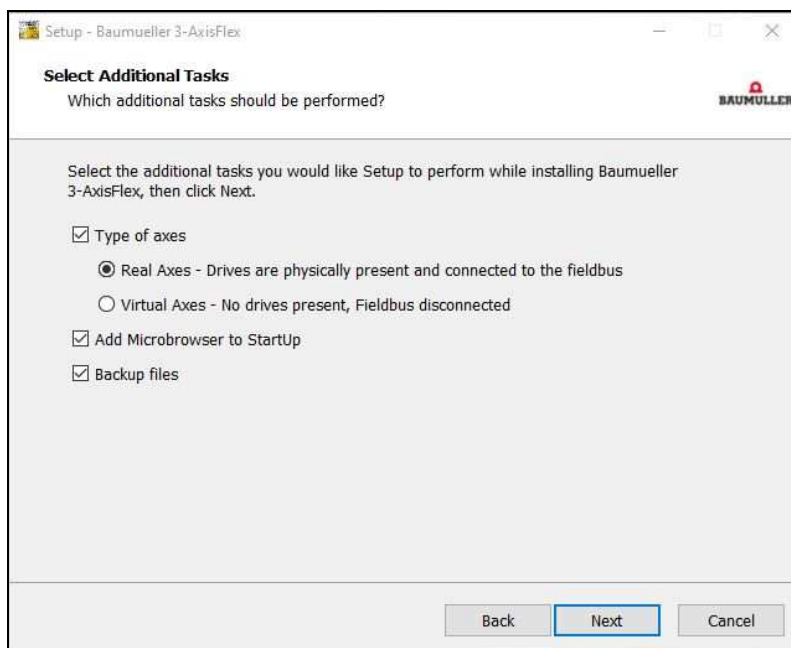 Setup - Baumueller 3-AxisFlex
Select Additional Tasks
Which additional tasks should be performed?
BAUMULLER
Select the additional tasks you would like Setup to perform while installing Baumueller
3-AxisFlex, then click Next.
Type of axes
Real Axes - Drives are physically present and connected to the fieldbus
Virtual Axes - No drives present, Fieldbus disconnected
Add Microbrowser to StartUp
Backup files
Back
Next
Cancel